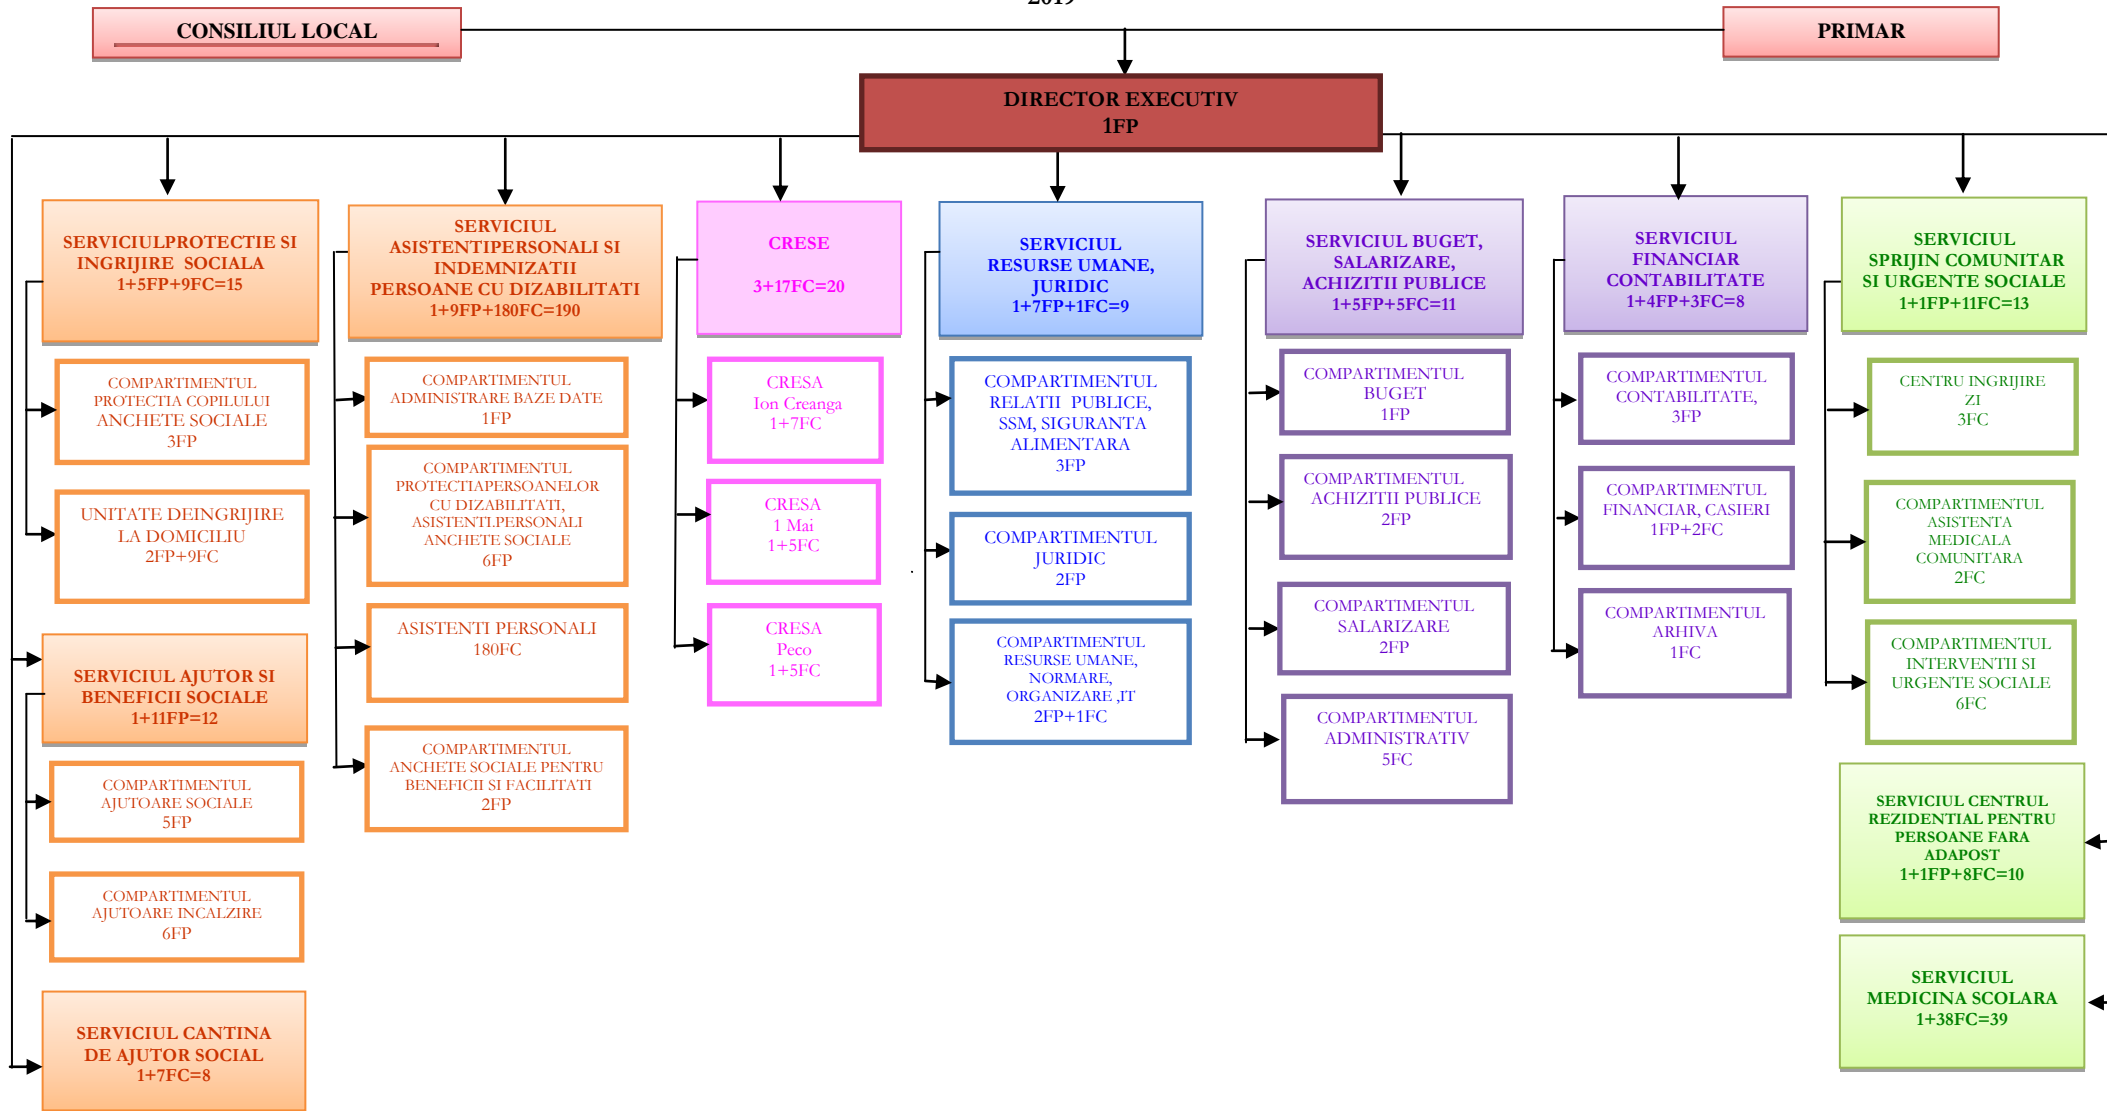 2019
CONSILIUL LOCAL
PRIMAR
DIRECTOR EXECUTIV
1FP
SERVICIULPROTECTIE SI
INGRIJIRE SOCIALA
1+5FP+9FC=15
COMPARTIMENTUL
PROTECTIA COPILULUI
ANCHETE SOCIALE
3FP
UNITATE DEINGRIJIRE
LA DOMICILIU
2FP+9FC
SERVICIUL AJUTOR SI
BENEFICII SOCIALE
1+11FP=12
COMPARTIMENTUL
AJUTOARE SOCIALE
5FP
COMPARTIMENTUL
AJUTOARE INCALZIRE
6FP
SERVICIUL CANTINA
DE AJUTOR SOCIAL
1+7FC=8
SERVICIUL
ASISTENTIPERSONALI SI
INDEMNIZATII
PERSOANE CU DIZABILITATI
1+9FP+180FC=190
COMPARTIMENTUL
ADMINISTRARE BAZE DATE
1FP
COMPARTIMENTUL
PROTECTIAPERSOANELOR
CU DIZABILITATI,
ASISTENTI.PERSONALI
ANCHETE SOCIALE
6FP
ASISTENTI PERSONALI
180FC
COMPARTIMENTUL
ANCHETE SOCIALE PENTRU
BENEFICII SI FACILITATI
2FP
CRESE
3+17FC=20
CRESA
Ion Creanga
1+7FC
CRESA
1 Mai
1+5FC
CRESA
Peco
1+5FC
SERVICIUL
RESURSE UMANE,
JURIDIC
1+7FP+1FC=9
COMPARTIMENTUL
RELATII PUBLICE,
SSM, SIGURANTA
ALIMENTARA
3FP
COMPARTIMENTUL
JURIDIC
2FP
COMPARTIMENTUL
RESURSE UMANE,
NORMARE,
ORGANIZARE ,IT
2FP+1FC
SERVICIUL BUGET,
SALARIZARE,
ACHIZITII PUBLICE
1+5FP+5FC=11
COMPARTIMENTUL
BUGET
1FP
COMPARTIMENTUL
ACHIZITII PUBLICE
2FP
COMPARTIMENTUL
SALARIZARE
2FP
COMPARTIMENTUL
ADMINISTRATIV
5FC
SERVICIUL
FINANCIAR
CONTABILITATE
1+4FP+3FC=8
COMPARTIMENTUL
CONTABILITATE,
3FP
COMPARTIMENTUL
FINANCIAR, CASIERI
1FP+2FC
COMPARTIMENTUL
ARHIVA
1FC
SERVICIUL
SPRIJIN COMUNITAR
SI URGENTE SOCIALE
1+1FP+11FC=13
CENTRU INGRIJIRE
ZI
3FC
COMPARTIMENTUL
ASISTENTA
MEDICALA
COMUNITARA
2FC
COMPARTIMENTUL
INTERVENTII SI
URGENTE SOCIALE
6FC
SERVICIUL CENTRUL
REZIDENTIAL PENTRU
PERSOANE FARA
ADAPOST
1+1FP+8FC=10
SERVICIUL
MEDICINA SCOLARA
1+38FC=39